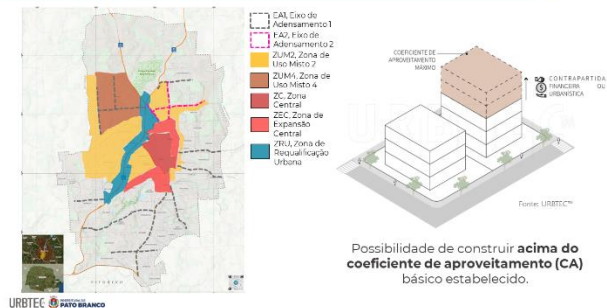 EA1, Eixo de
Adensamento 1
EA2, Eixo de
Adensamento 2
ZUM2, Zona de
Uso Misto 2
ZUM4, Zona de
Uso Misto 4
ZC, Zona
Central
ZEC, Zona de
Expansão
Central
ZRU, Zona de
Requalificação
Urbana
COEFICIENTE DE
APROVEITAMENTO
MÁXIMO
CONTRAPARTIDA
FINANCEIRA OU
URBANÍSTICA
URBTEC
Fonte: URBTEC™
Possibilidade de construir acima do
coeficiente de aproveitamento (CA)
básico estabelecido.
URBTEC
PATO BRANCO